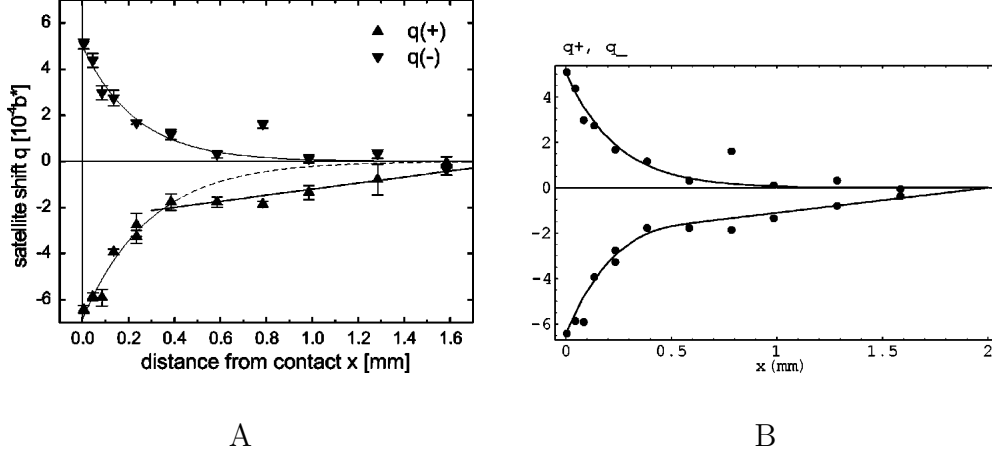 satellite shift q [10⁻⁴b*]
6
4
2
0
-2
-4
-6
q(+)
q(-)
0.0 0.2 0.4 0.6 0.8 1.0 1.2 1.4 1.6
distance from contact x [mm]
A
q+, q_
4
2
0
-2
-4
-6
0 0.5 1 1.5 2
x (mm)
B